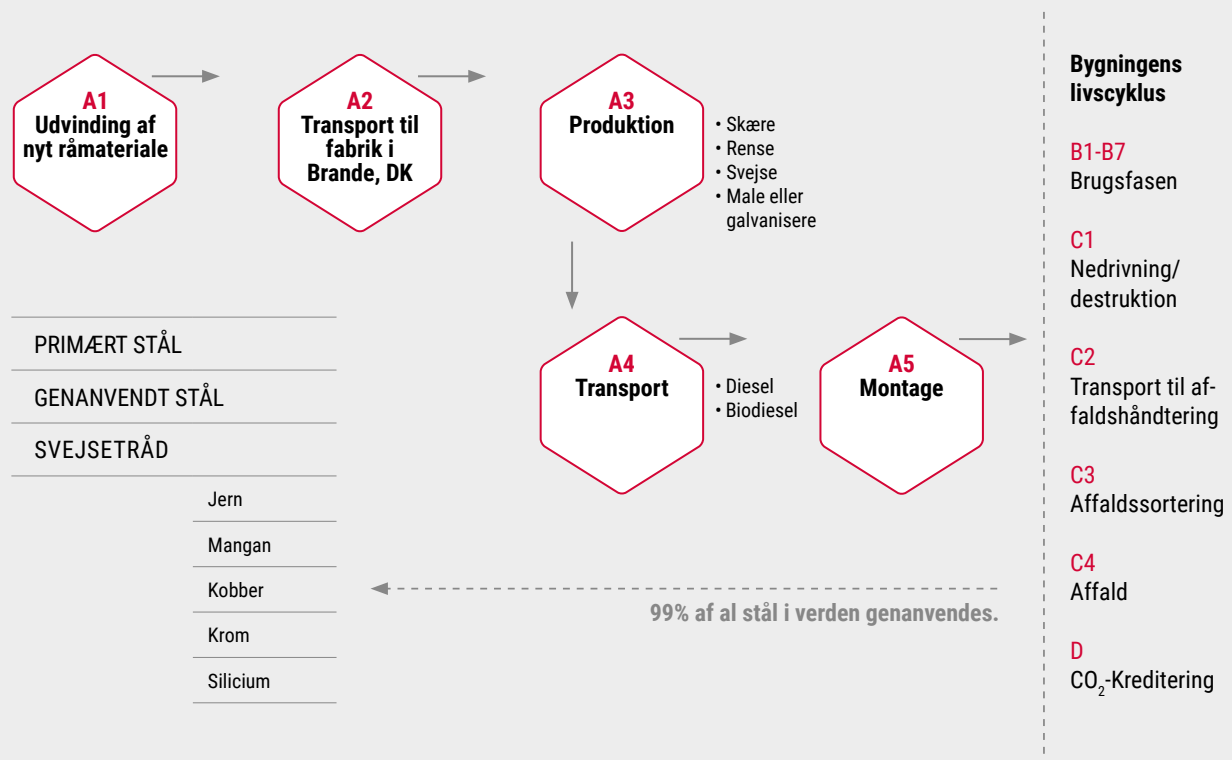 A1
Udvinding af
nyt råmateriale
A2
Transport til
fabrik i
Brande, DK
A3
Produktion
• Skære
• Rense
• Svejse
• Male eller
galvanisere
A4
Transport
• Diesel
• Biodiesel
A5
Montage
PRIMÆRT STÅL
GENANVENDT STÅL
SVEJSETRÅD
Jern
Mangan
Kobber
Krom
Silicium
99% af al stål i verden genanvendes.
Bygningens
livscyklus
B1-B7
Brugsfasen
C1
Nedrivning/
destruktion
C2
Transport til af-
faldshåndtering
C3
Affaldssortering
C4
Affald
D
CO₂-Kreditering